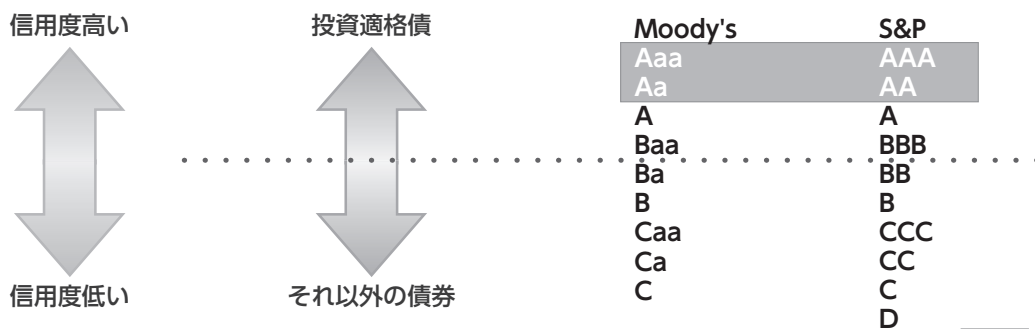 信用度高い 投資適格債 Moody's S&P
Aaa AAA
Aa AA
A A
Baa BBB
Ba BB
B B
Caa CCC
Ca CC
信用度低い それ以外の債券 C C
D